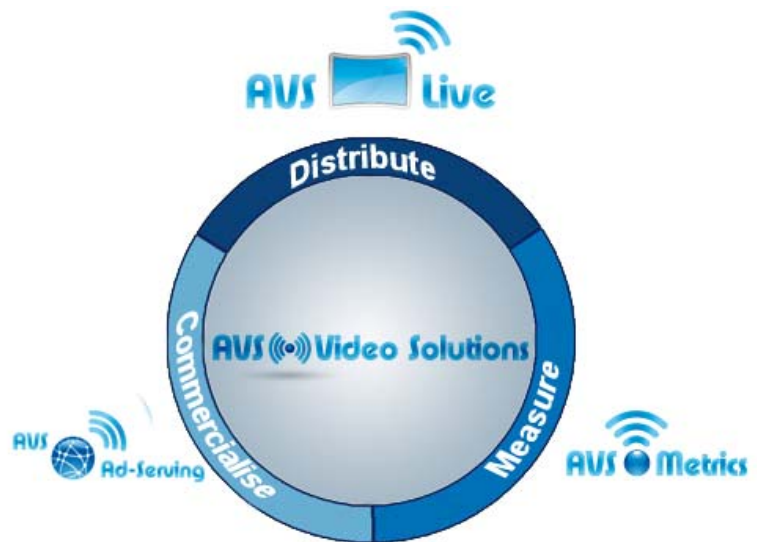 AVS Live
Distribute
Commercialise
AVS Video Solutions
Measure
AVS
Ad-Serving
AVS Metrics